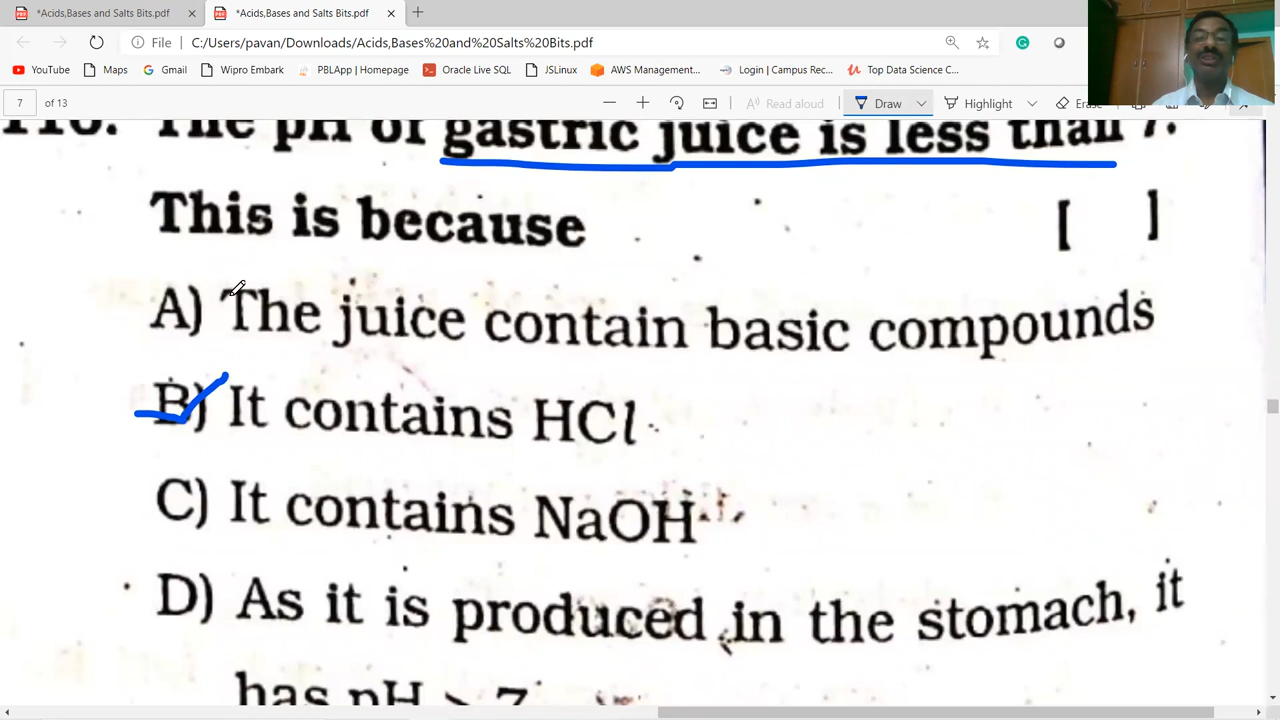 *Acids,Bases and Salts Bits.pdf
*Acids,Bases and Salts Bits.pdf
File C:/Users/pavan/Downloads/Acids,Bases%20and%20Salts%20Bits.pdf
YouTube Maps Gmail Wipro Embark PBLApp | Homepage Oracle Live SQL JSLinux AWS Management... Login | Campus Rec... Top Data Science C...
7 of 13 Read aloud Draw Highlight Erase
The pH of gastric juice is less than 7.
This is because [ ]
A) The juice contain basic compounds
B) It contains HCl
C) It contains NaOH
D) As it is produced in the stomach, it
has pH > 7